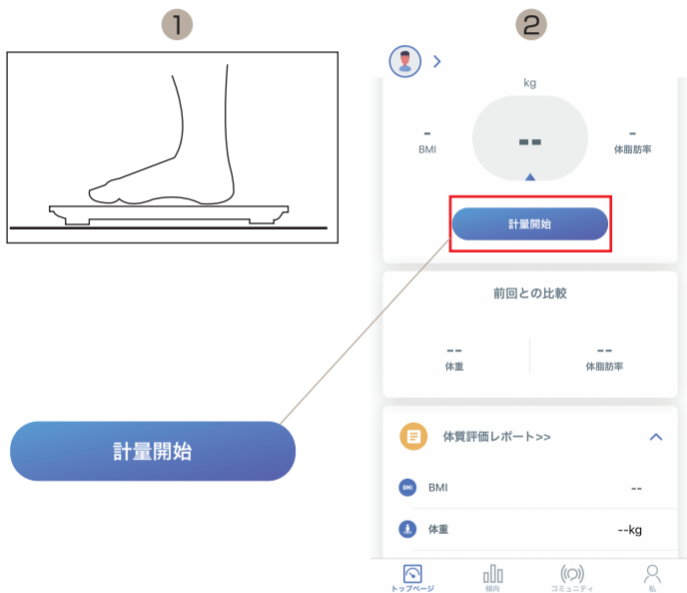 1
2
kg
--
-
BMI
-
体脂肪率
計量開始
前回との比較
--
体重
--
体脂肪率
計量開始
体質評価レポート>>
BMI
BMI
--
体重
--kg
トップページ
傾向
コミュニティ
私